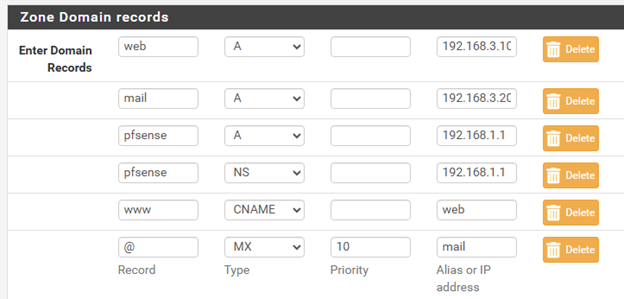 Zone Domain records
Enter Domain Records
web A 192.168.3.10 Delete
mail A 192.168.3.20 Delete
pfsense A 192.168.1.1 Delete
pfsense NS 192.168.1.1 Delete
www CNAME web Delete
@ MX 10 mail Delete
Record Type Priority Alias or IP address